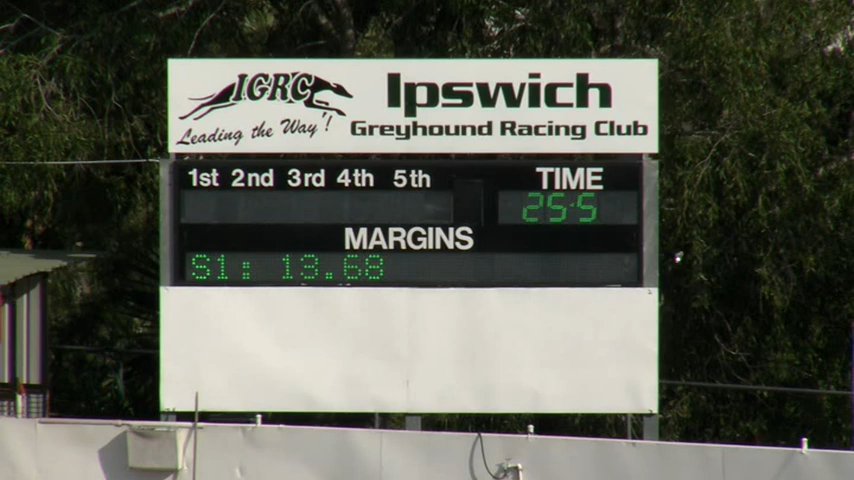 IGRC
Leading the Way'!
Ipswich
Greyhound Racing Club
1st 2nd 3rd 4th 5th
TIME
25.5
MARGINS
S1: 13.68